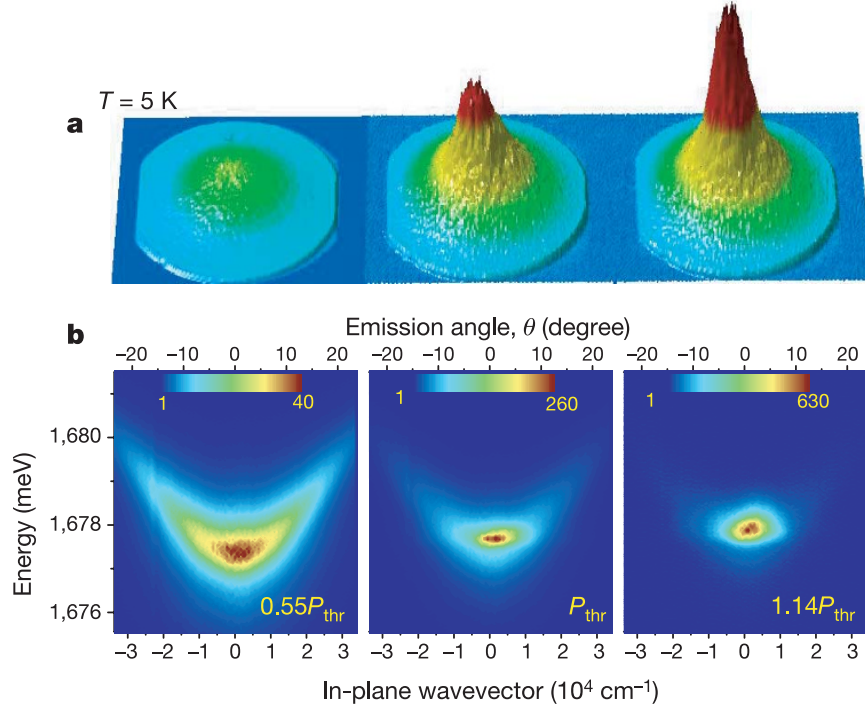 T = 5 K
a
b
Emission angle, θ (degree)
–20 –10 0 10 20 –20 –10 0 10 20 –20 –10 0 10 20
1 40 1 260 1 630
1,680
1,678
1,676
Energy (meV)
0.55Pthr Pthr 1.14Pthr
–3 –2 –1 0 1 2 3 –3 –2 –1 0 1 2 3 –3 –2 –1 0 1 2 3
In-plane wavevector (10⁴ cm⁻¹)